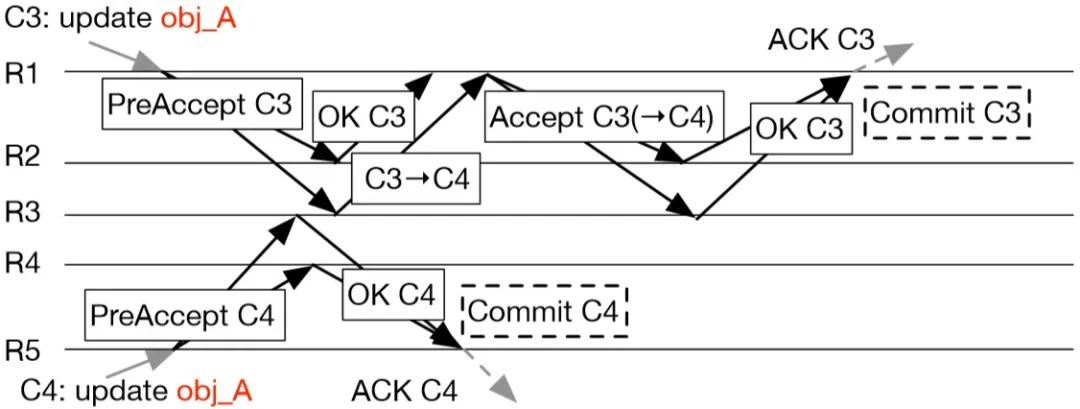 C3: update obj_A
ACK C3
R1
PreAccept C3
OK C3
Accept C3(→C4)
OK C3
Commit C3
R2
C3→C4
R3
R4
OK C4
PreAccept C4
Commit C4
R5
C4: update obj_A
ACK C4